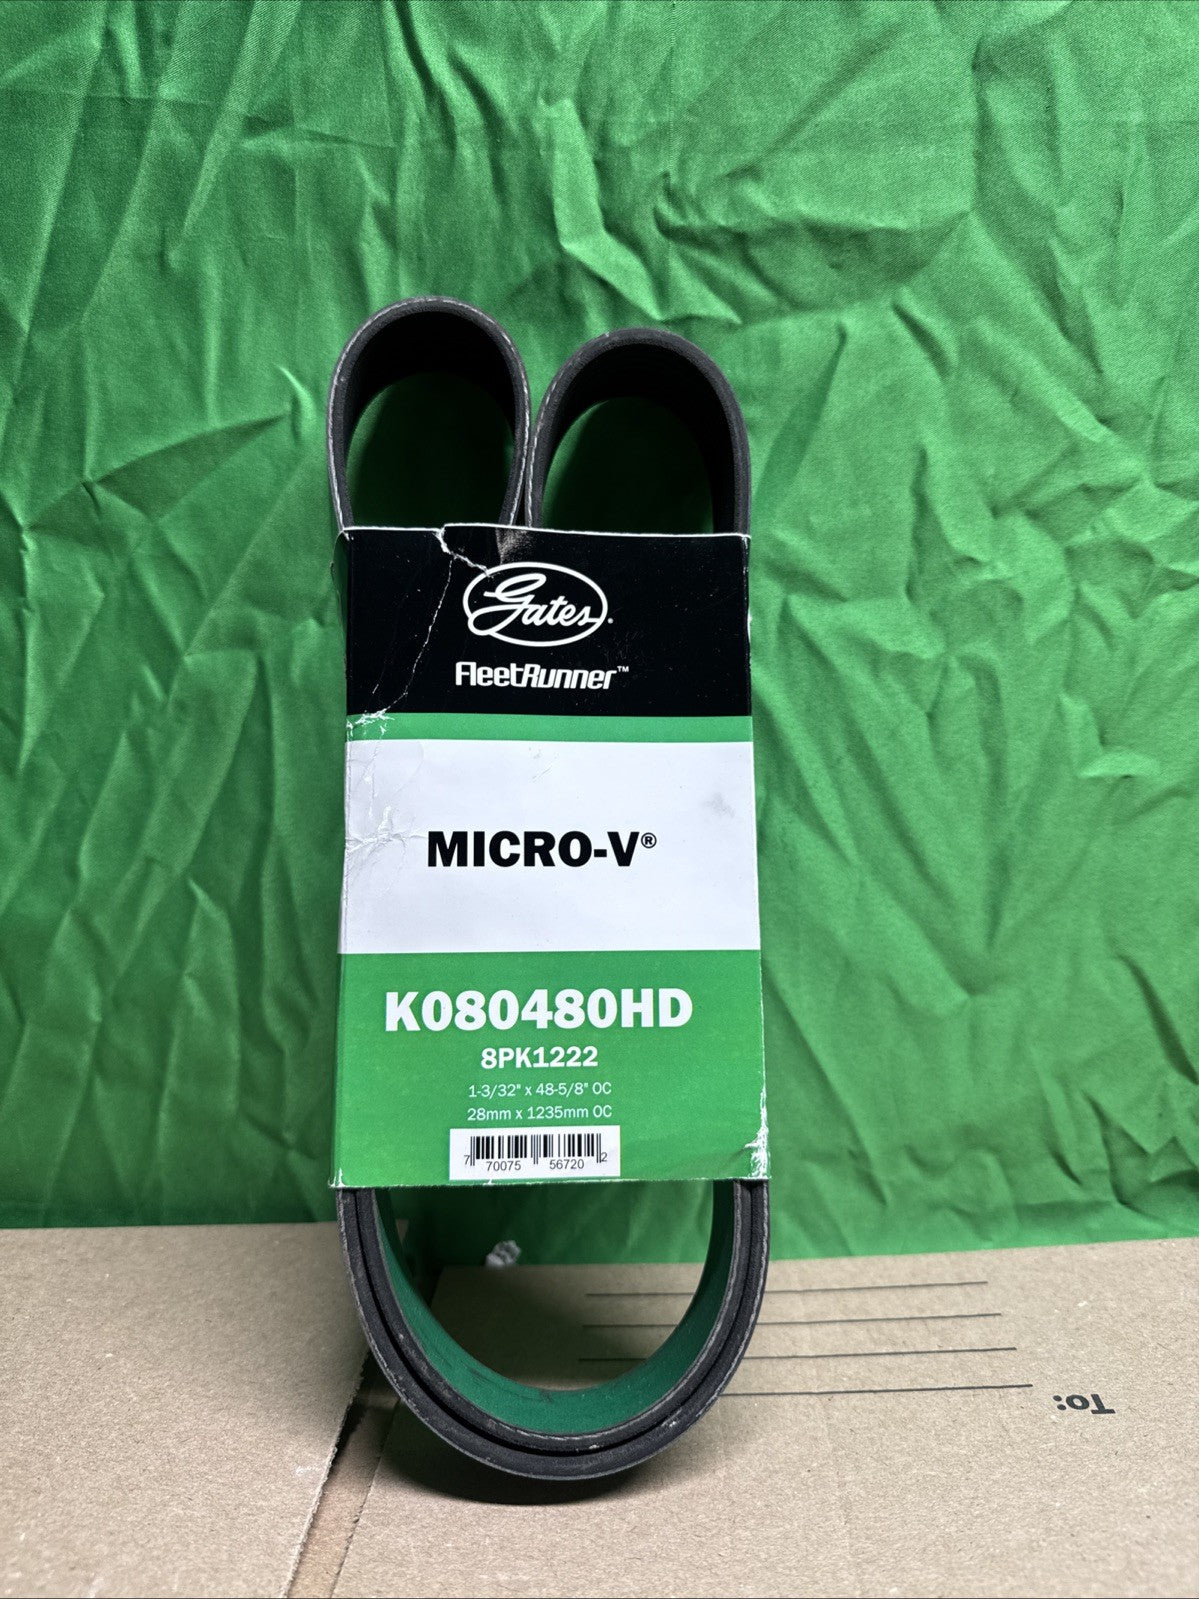 Gates®
FleetRunner™
MICRO-V®
K080480HD
8PK1222
1-3/32" x 48-5/8" OC
28mm x 1235mm OC
7 70075 56720 2
To: